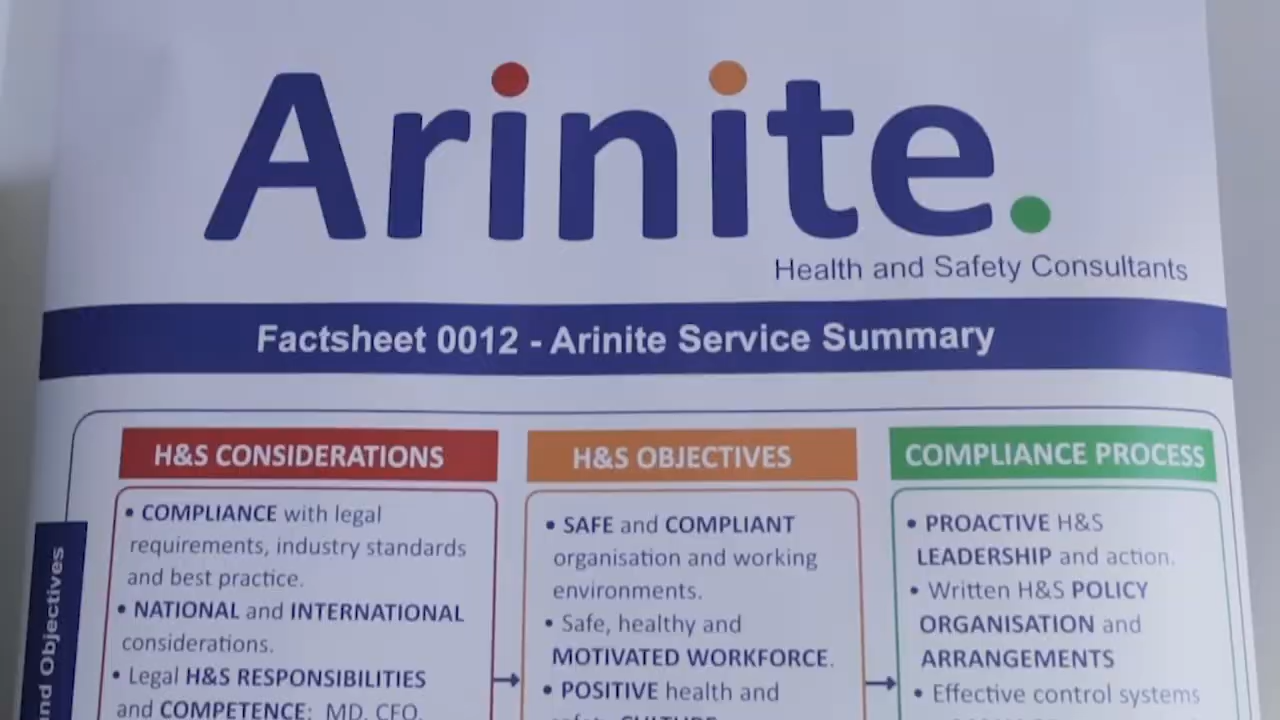 Arinite.
Health and Safety Consultants
Factsheet 0012 - Arinite Service Summary
H&S CONSIDERATIONS
• COMPLIANCE with legal
requirements, industry standards
and best practice.
• NATIONAL and INTERNATIONAL
considerations.
• Legal H&S RESPONSIBILITIES
and COMPETENCE: MD, CFO,
H&S OBJECTIVES
• SAFE and COMPLIANT
organisation and working
environments.
• Safe, healthy and
MOTIVATED WORKFORCE.
• POSITIVE health and
safety CULTURE
COMPLIANCE PROCESS
• PROACTIVE H&S
LEADERSHIP and action.
• Written H&S POLICY
ORGANISATION and
ARRANGEMENTS
• Effective control systems
Objectives